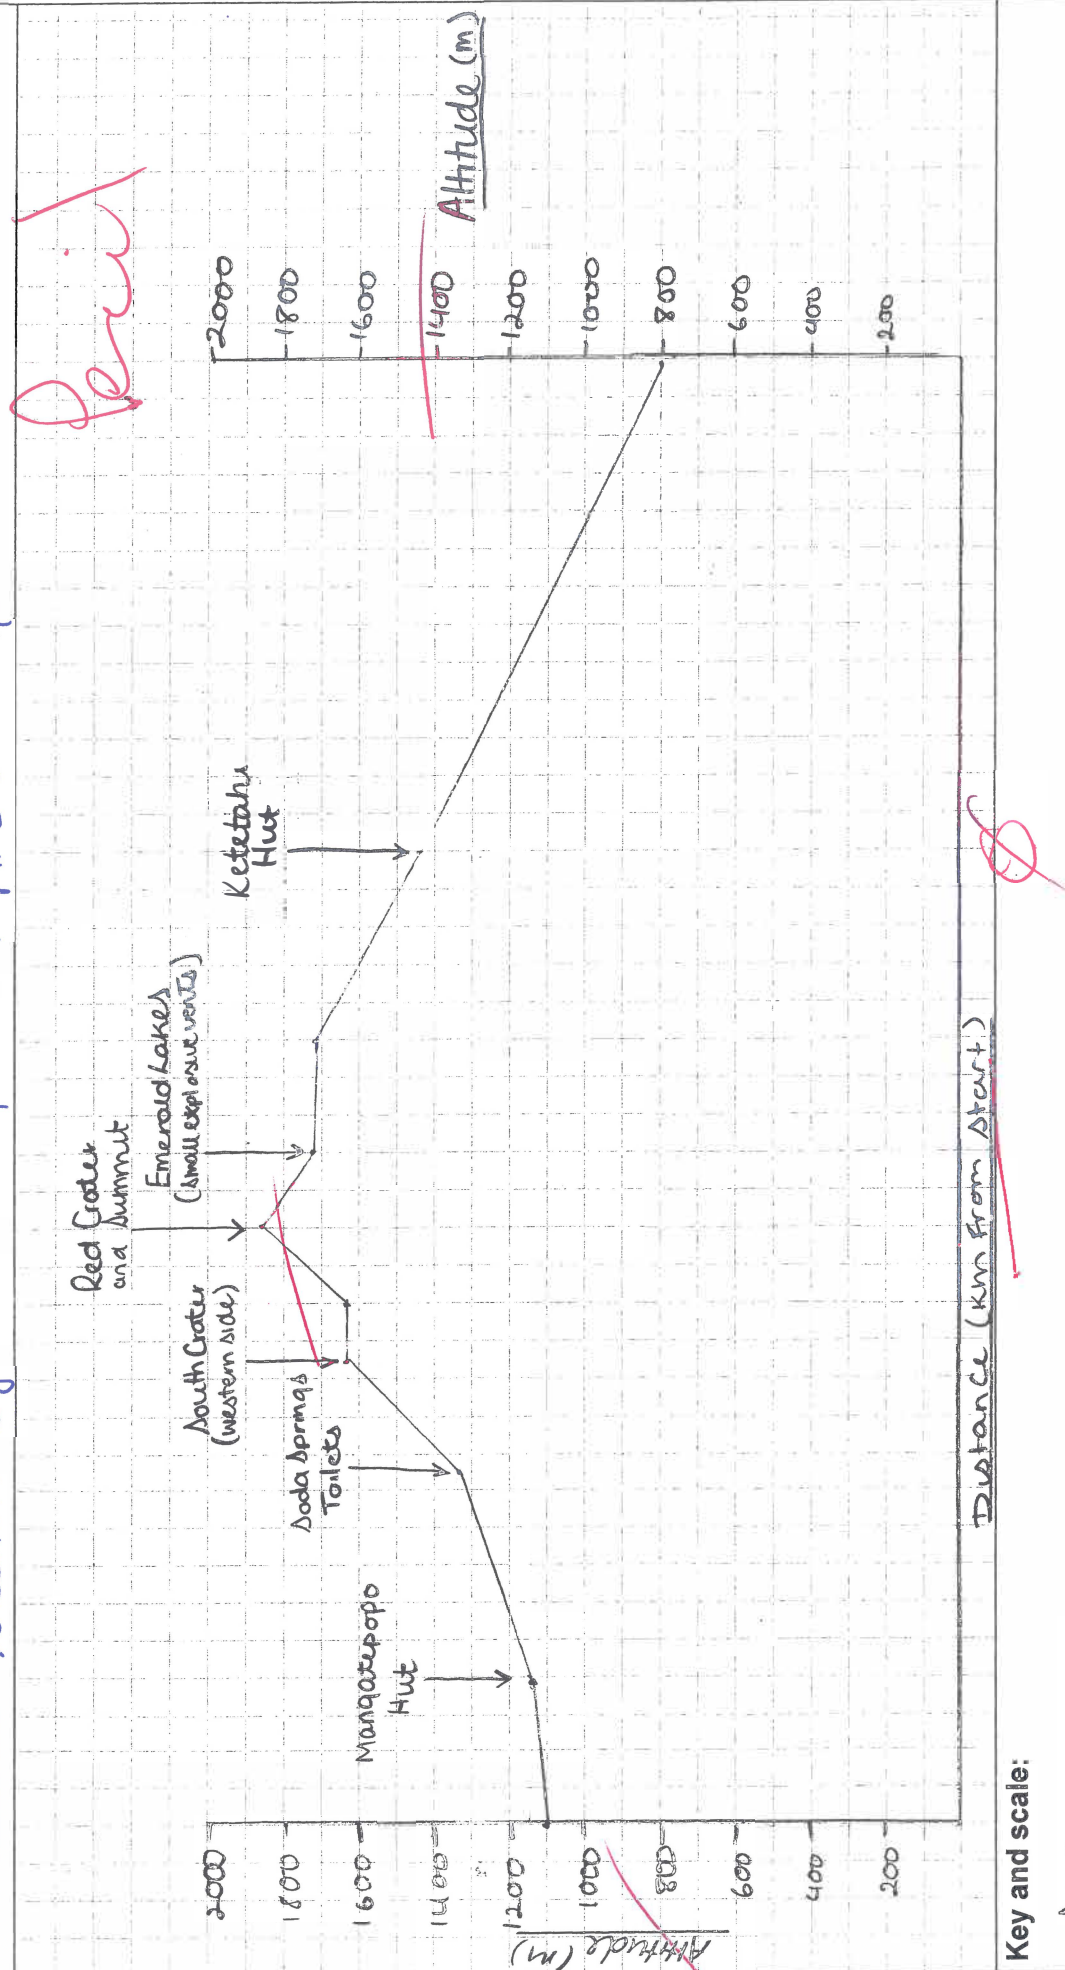 Pencil
Red Crater
and Summit
Emerald Lakes
(small explosive vents)
South Crater
(western side)
Soda Springs
Toilets
Ketetahi
Hut
Mangatepopo
Hut
2000
1800
1600
1400
1200
1000
800
600
400
200
Altitude (m)
2000
1800
1600
1400
1200
1000
800
600
400
200
Altitude (m)
Distance (km from start)
Key and scale: